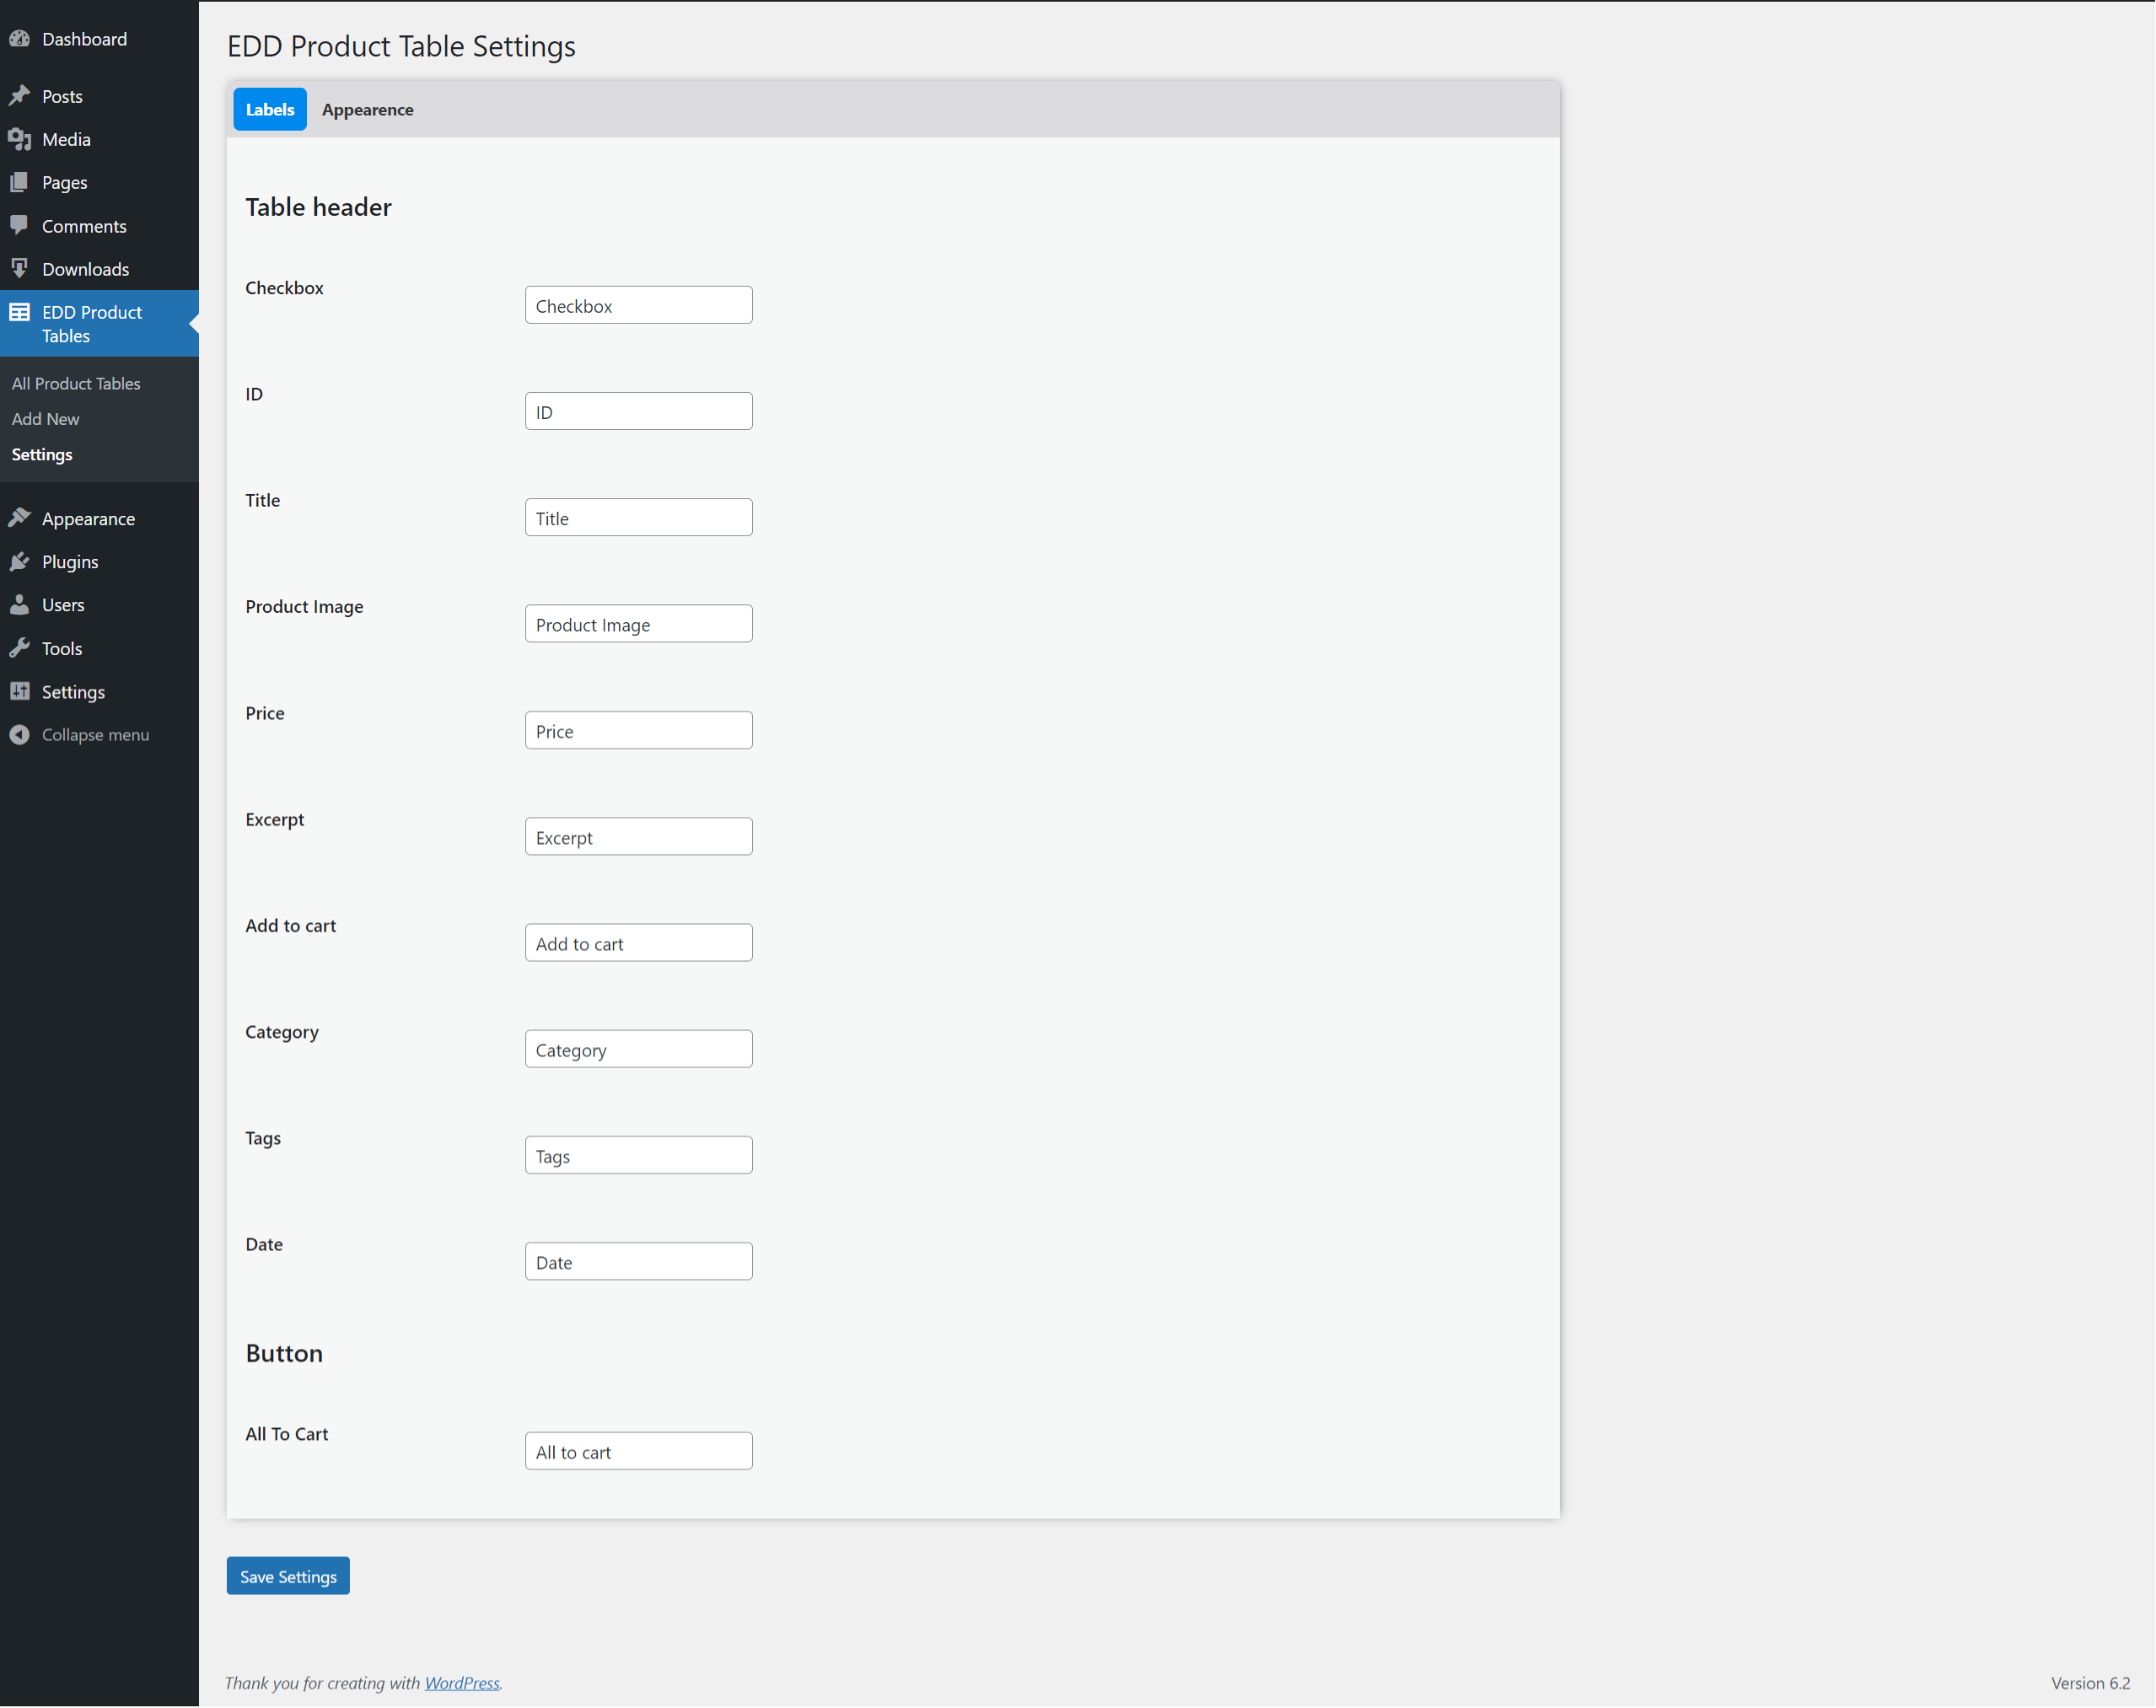 Dashboard
Posts
Media
Pages
Comments
Downloads
EDD Product
Tables
All Product Tables
Add New
Settings
Appearance
Plugins
Users
Tools
Settings
Collapse menu
EDD Product Table Settings
Labels Appearence
Table header
Checkbox
Checkbox
ID
ID
Title
Title
Product Image
Product Image
Price
Price
Excerpt
Excerpt
Add to cart
Add to cart
Category
Category
Tags
Tags
Date
Date
Button
All To Cart
All to cart
Save Settings
Thank you for creating with WordPress.
Version 6.2